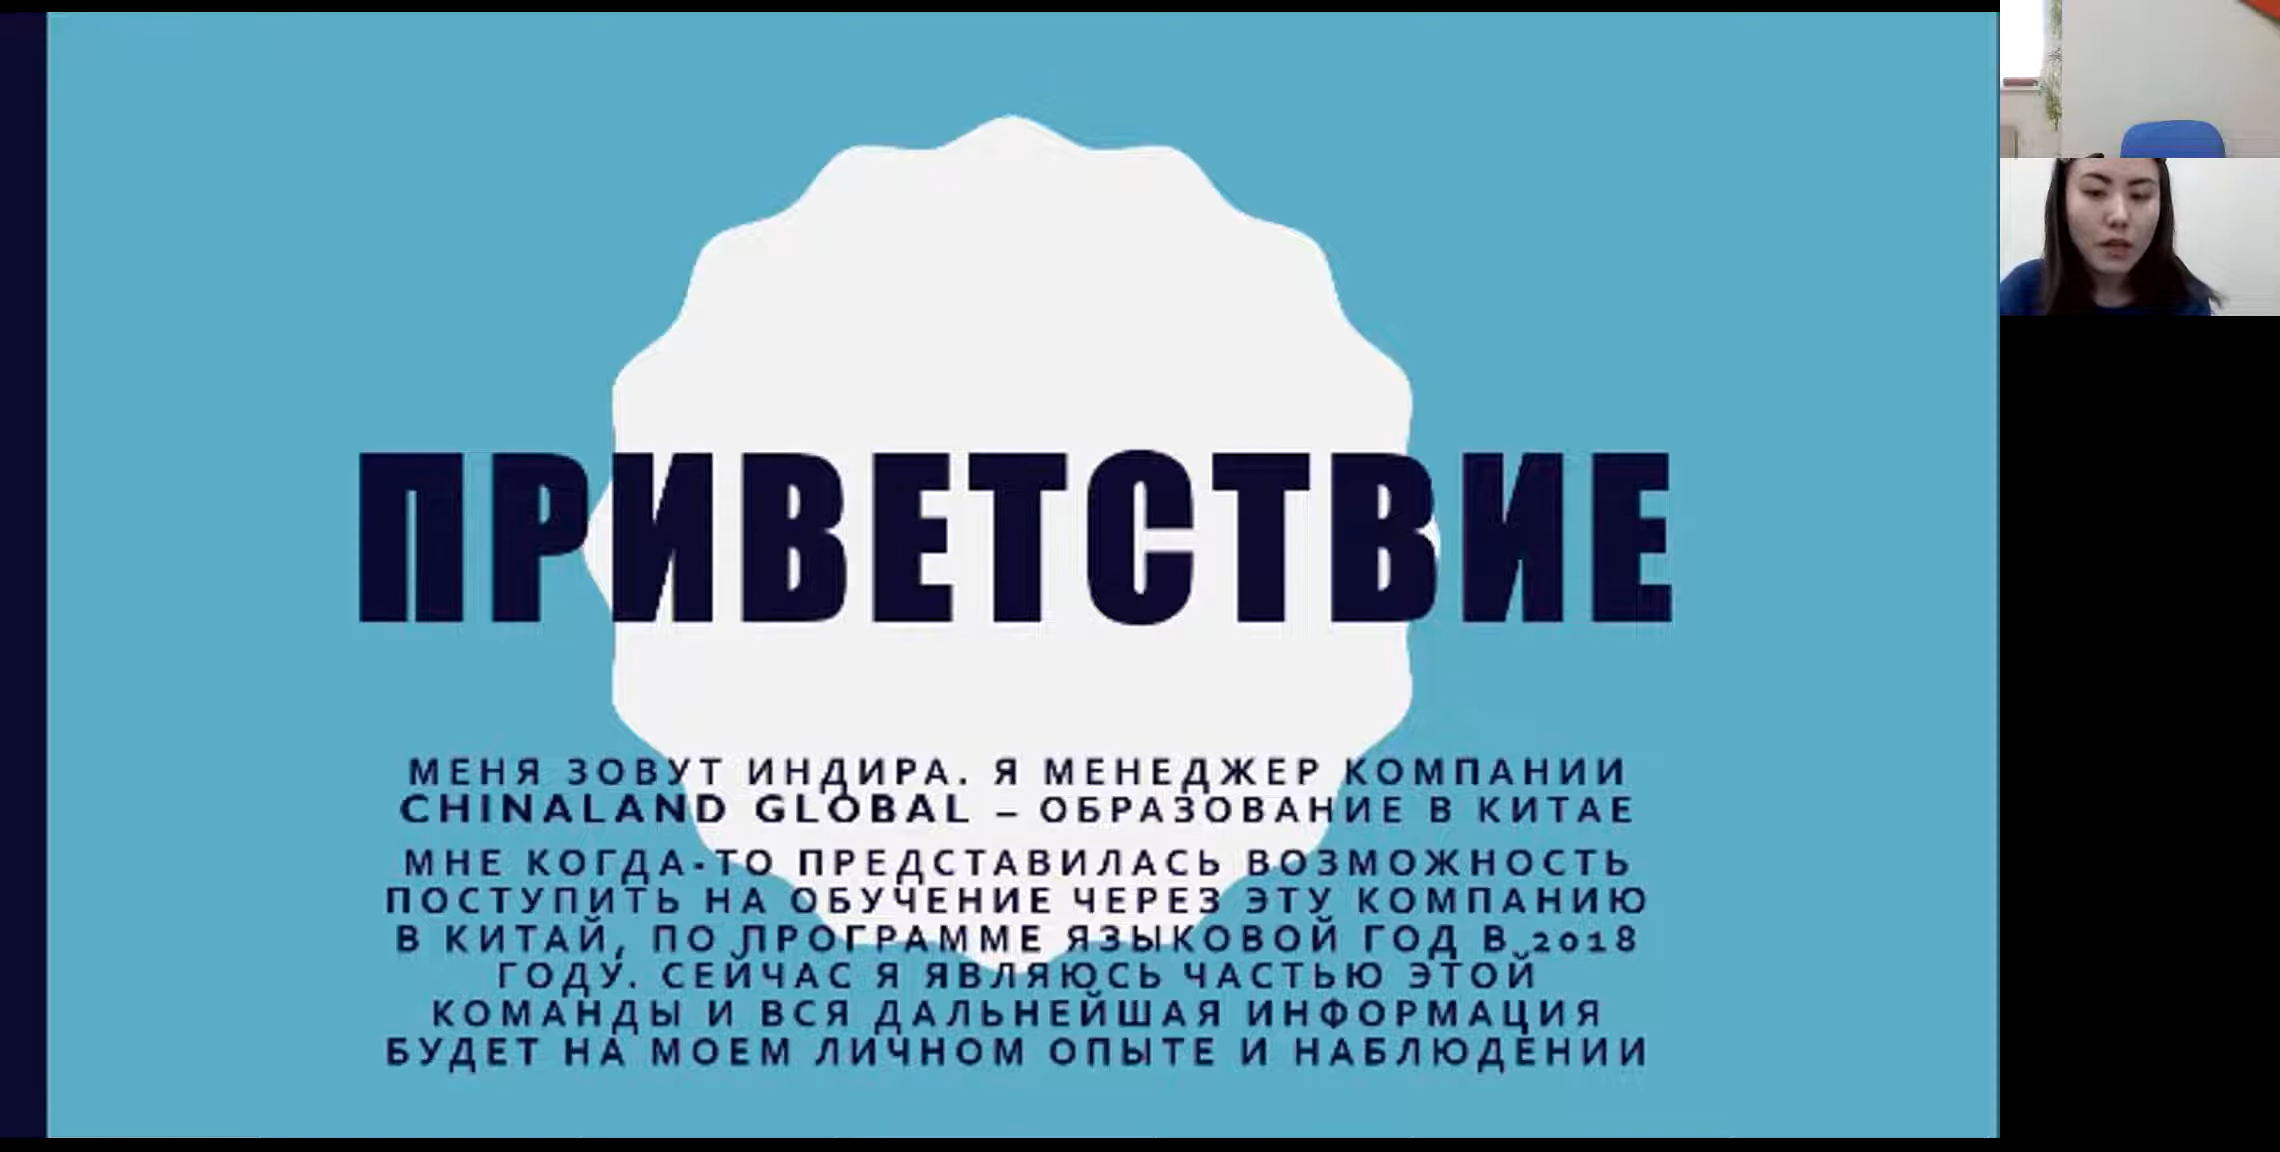 ПРИВЕТСТВИЕ
МЕНЯ ЗОВУТ ИНДИРА. Я МЕНЕДЖЕР КОМПАНИИ
CHINALAND GLOBAL – ОБРАЗОВАНИЕ В КИТАЕ
МНЕ КОГДА-ТО ПРЕДСТАВИЛАСЬ ВОЗМОЖНОСТЬ
ПОСТУПИТЬ НА ОБУЧЕНИЕ ЧЕРЕЗ ЭТУ КОМПАНИЮ
В КИТАЙ, ПО ПРОГРАММЕ ЯЗЫКОВОЙ ГОД В 2018
ГОДУ. СЕЙЧАС Я ЯВЛЯЮСЬ ЧАСТЬЮ ЭТОЙ
КОМАНДЫ И ВСЯ ДАЛЬНЕЙШАЯ ИНФОРМАЦИЯ
БУДЕТ НА МОЕМ ЛИЧНОМ ОПЫТЕ И НАБЛЮДЕНИИ